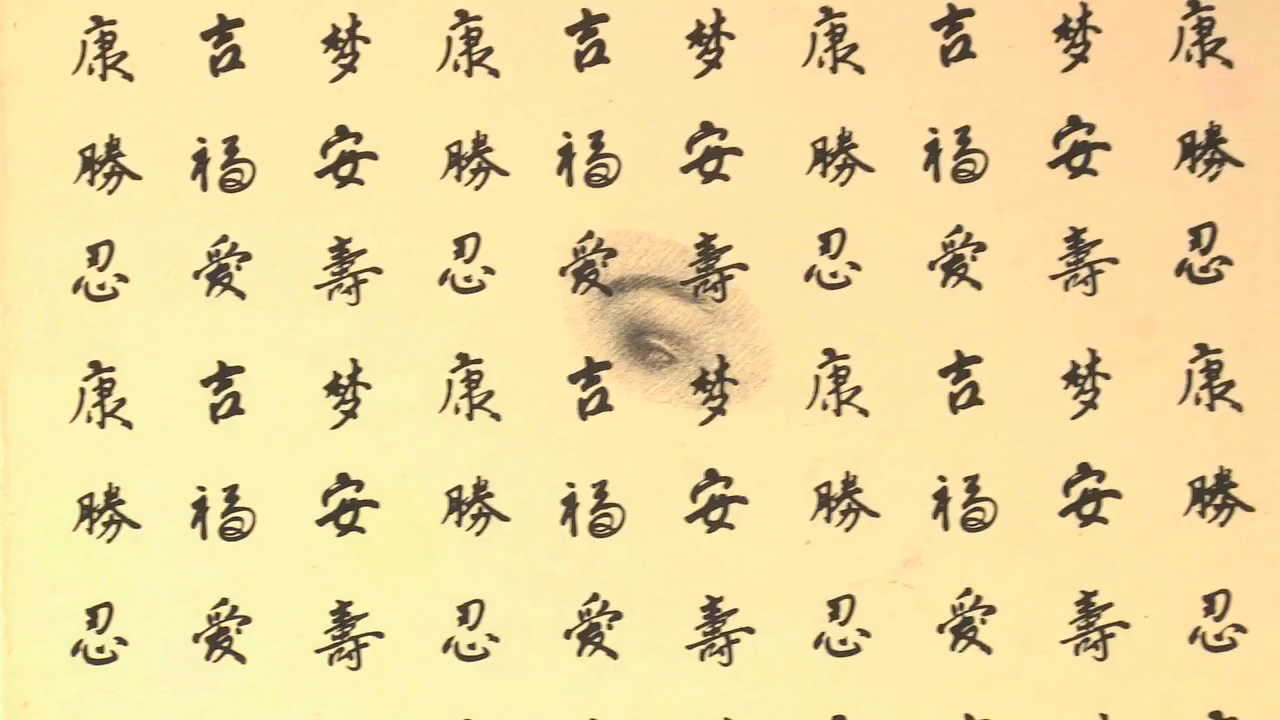 康 吉 梦 康 吉 梦 康 吉 梦 康
勝 福 安 勝 福 安 勝 福 安 勝
忍 愛 壽 忍 愛 壽 忍 愛 壽 忍
康 吉 梦 康 吉 梦 康 吉 梦 康
勝 福 安 勝 福 安 勝 福 安 勝
忍 愛 壽 忍 愛 壽 忍 愛 壽 忍